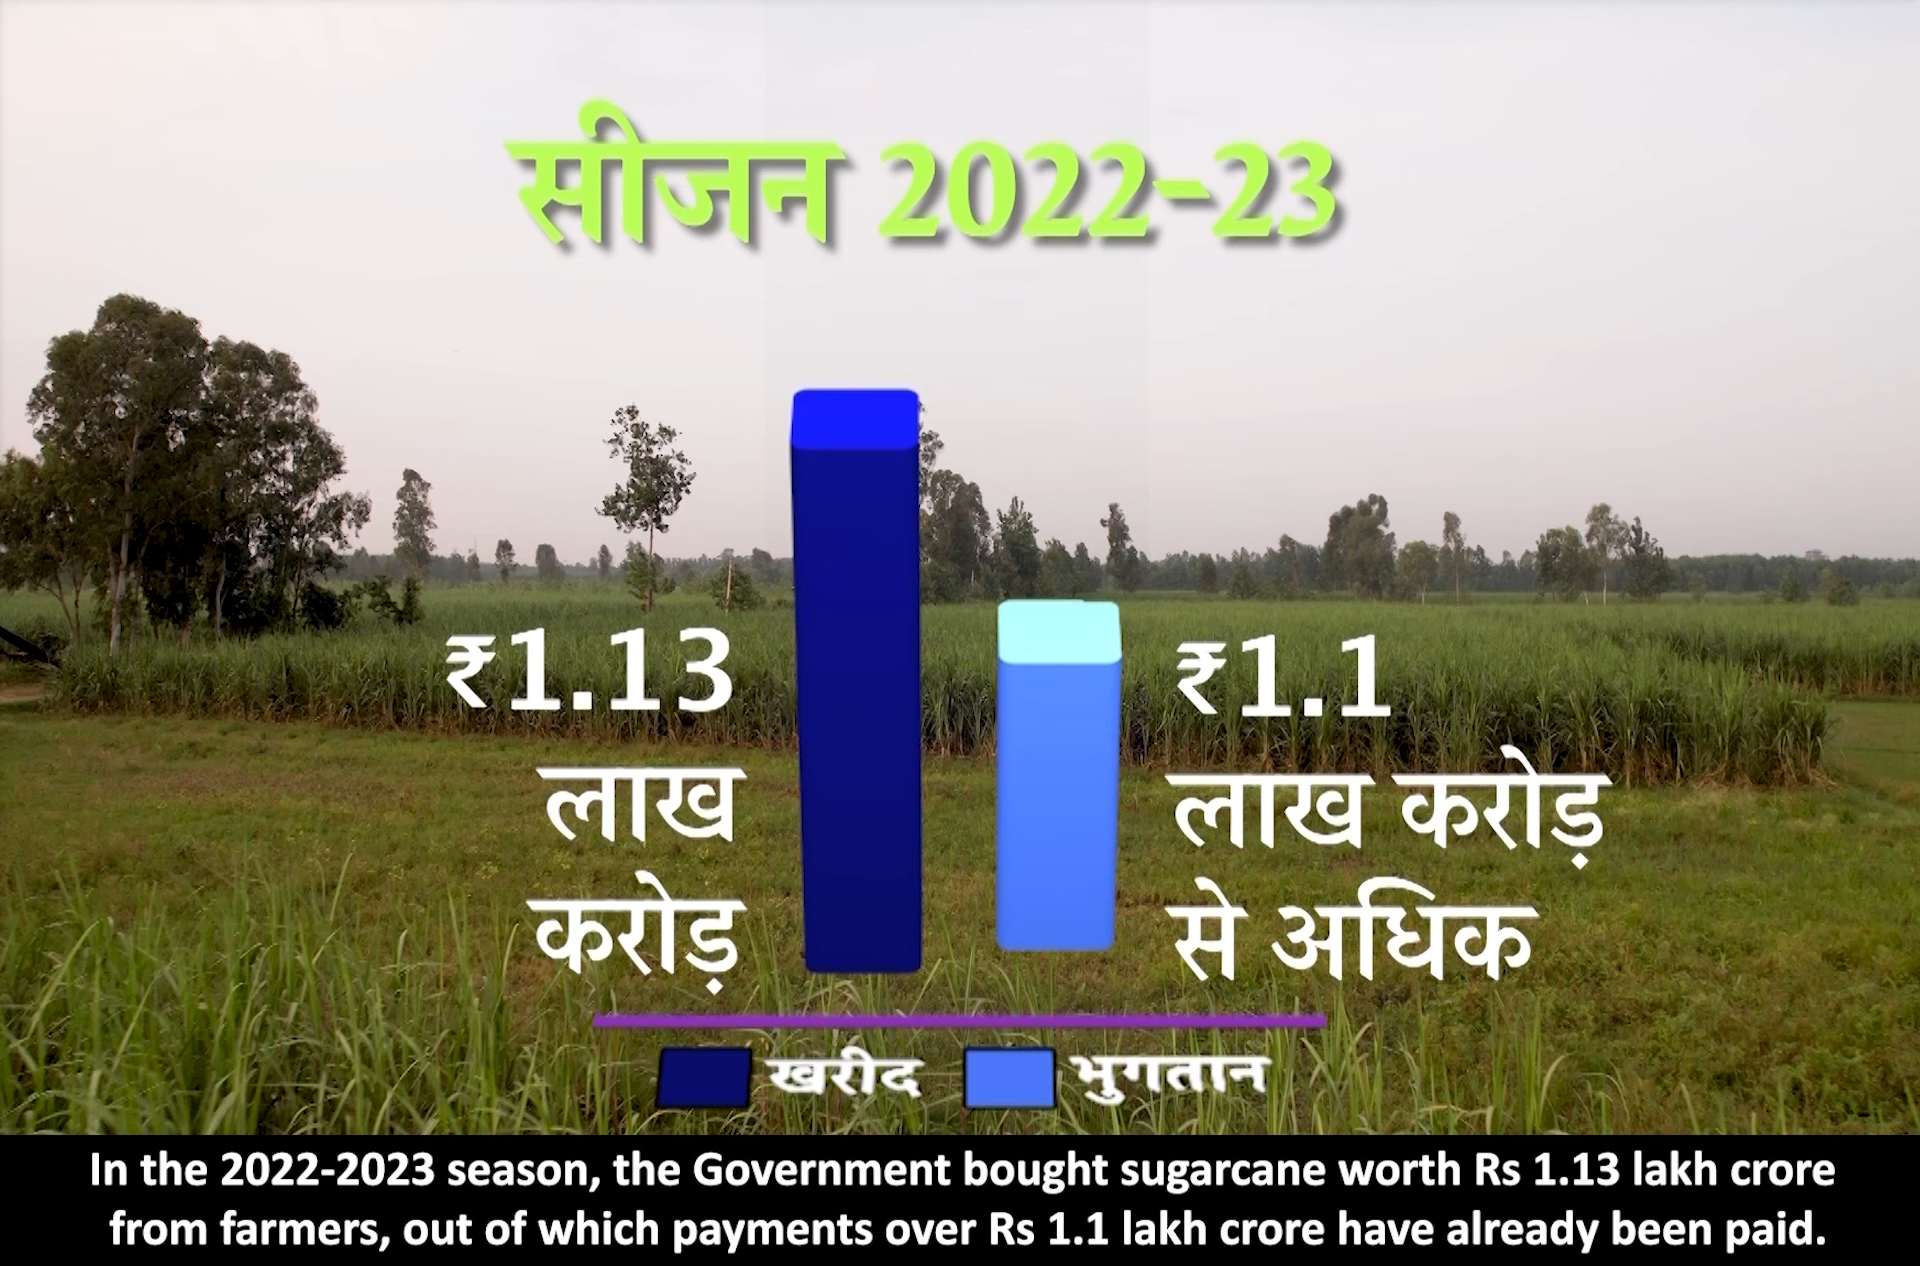 सीजन 2022-23
₹1.13
लाख
करोड़
₹1.1
लाख करोड़
से अधिक
खरीद
भुगतान
In the 2022-2023 season, the Government bought sugarcane worth Rs 1.13 lakh crore
from farmers, out of which payments over Rs 1.1 lakh crore have already been paid.